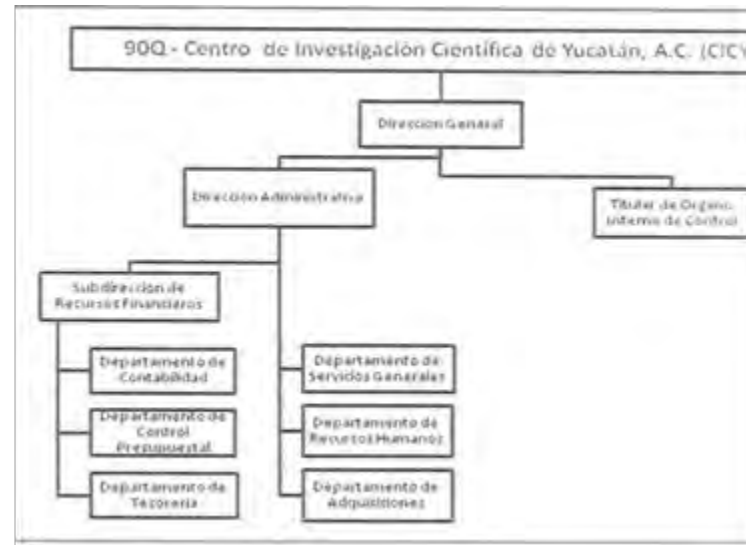 90Q - Centro de Investigación Científica de Yucatán, A.C. (CICY
Dirección General
Dirección Administrativa
Titular de Organo
Interno de Control
Subdirección de
Recursos Financieros
Departamento de
Contabilidad
Departamento de
Servicios Generales
Departamento de
Control
Presupuestal
Departamento de
Recursos Humanos
Departamento de
Tesorería
Departamento de
Adquisiciones